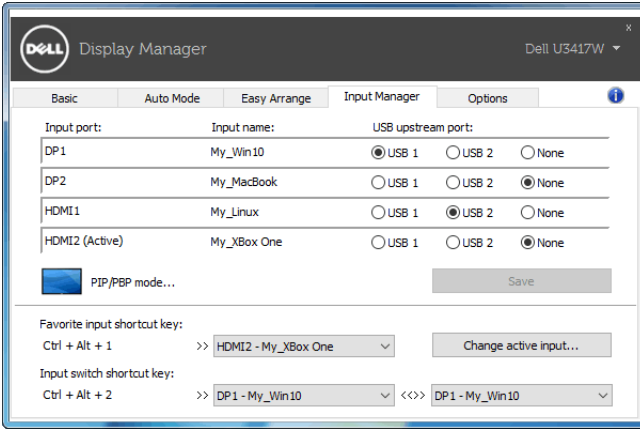 DELL Display Manager Dell U3417W
x
Basic Auto Mode Easy Arrange Input Manager Options i
Input port: Input name: USB upstream port:
DP1 My_Win10 USB 1 USB 2 None
DP2 My_MacBook USB 1 USB 2 None
HDMI1 My_Linux USB 1 USB 2 None
HDMI2 (Active) My_XBox One USB 1 USB 2 None
PIP/PBP mode... Save
Favorite input shortcut key:
Ctrl + Alt + 1 >> HDMI2 - My_XBox One Change active input...
Input switch shortcut key:
Ctrl + Alt + 2 >> DP1 - My_Win10 <<>> DP1 - My_Win10